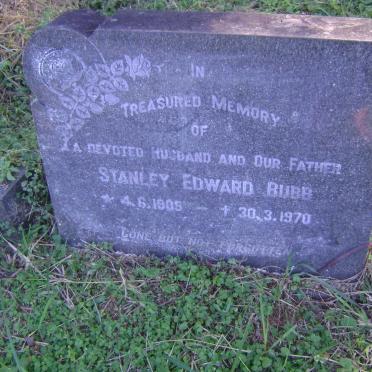 IN
TREASURED MEMORY
OF
A DEVOTED HUSBAND AND OUR FATHER
STANLEY EDWARD RUBB
* 4.6.1905 - + 30.3.1970
GONE BUT NOT FORGOTTEN